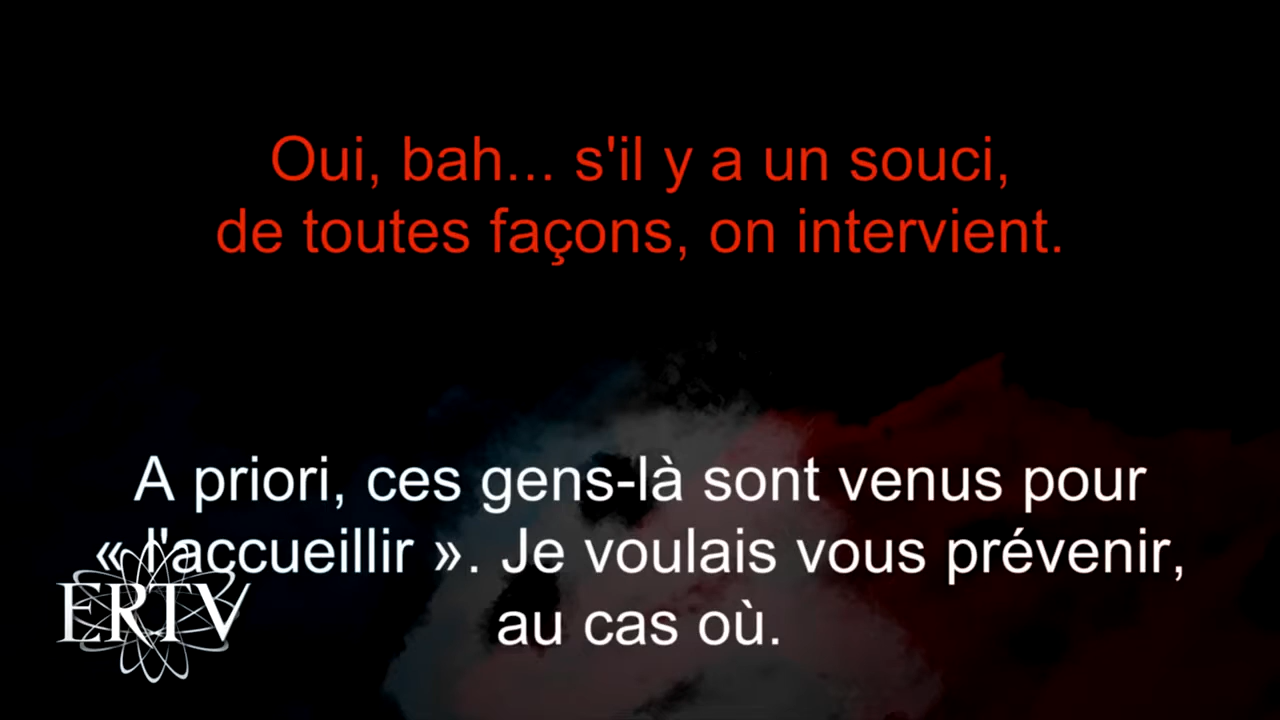 Oui, bah... s'il y a un souci,
de toutes façons, on intervient.
A priori, ces gens-là sont venus pour
« l'accueillir ». Je voulais vous prévenir,
au cas où.
ERTV